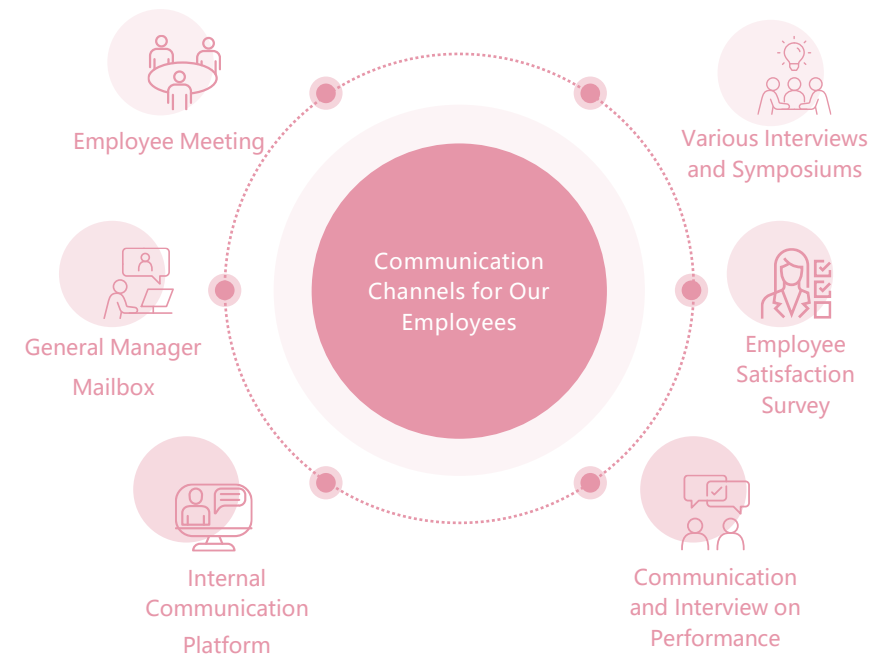 Employee Meeting
Various Interviews
and Symposiums
Communication
Channels for Our
Employees
General Manager
Mailbox
Employee
Satisfaction
Survey
Internal
Communication
Platform
Communication
and Interview on
Performance